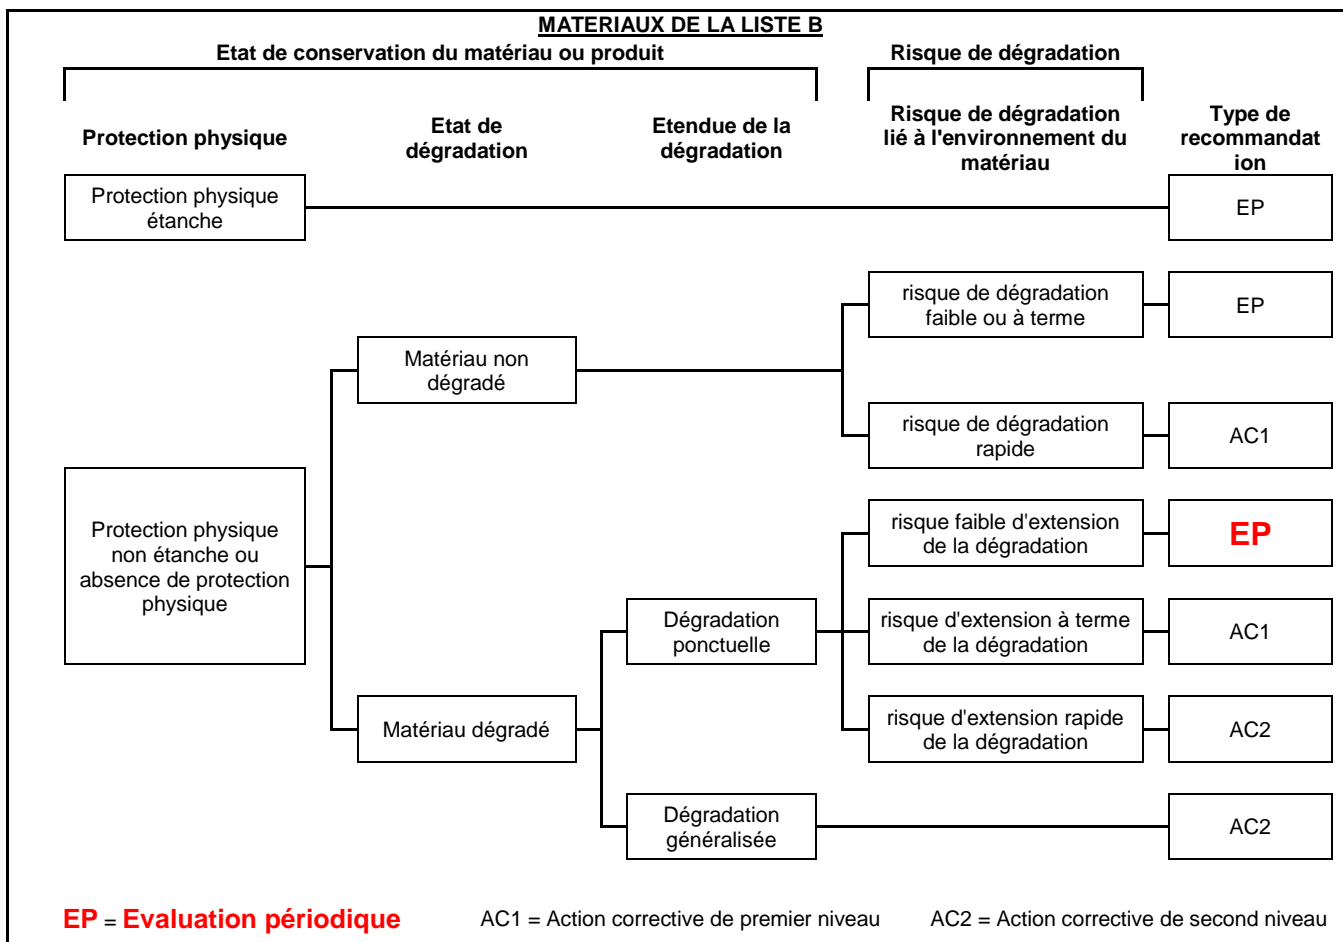 MATERIAUX DE LA LISTE B
Etat de conservation du matériau ou produit
Risque de dégradation
Protection physique
Etat de
dégradation
Etendue de la
dégradation
Risque de dégradation
lié à l'environnement du
matériau
Type de
recommandat
ion
Protection physique
étanche
EP
risque de dégradation
faible ou à terme
EP
Matériau non
dégradé
risque de dégradation
rapide
AC1
Protection physique
non étanche ou
absence de protection
physique
risque faible d'extension
de la dégradation
EP
Dégradation
ponctuelle
risque d'extension à terme
de la dégradation
AC1
Matériau dégradé
risque d'extension rapide
de la dégradation
AC2
Dégradation
généralisée
AC2
EP = Evaluation périodique
AC1 = Action corrective de premier niveau
AC2 = Action corrective de second niveau